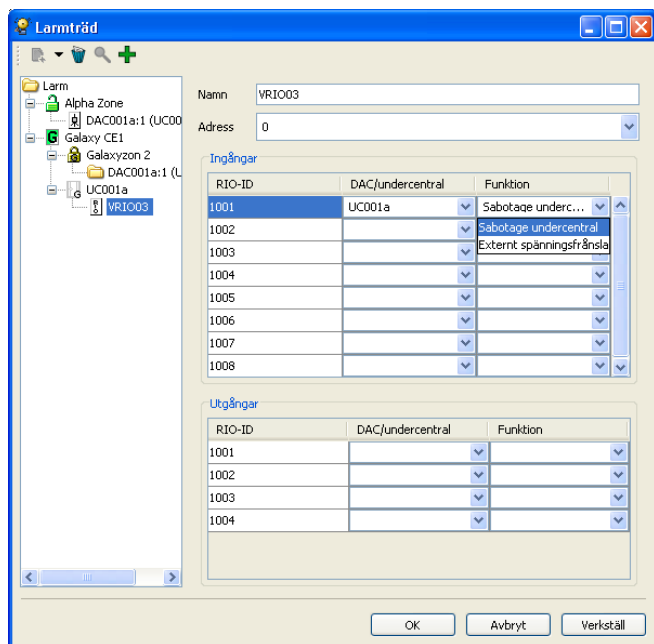 Larmträd
Larm
Alpha Zone
DAC001a:1 (UC00
Galaxy CE1
Galaxyzon 2
DAC001a:1 (U
UC001a
VRIO03
Namn VRIO03
Adress 0
Ingångar
RIO-ID DAC/undercentral Funktion
1001 UC001a Sabotage underc...
1002 Sabotage undercentral
1003 Externt spänningsfrånsla
1004
1005
1006
1007
1008
Utgångar
RIO-ID DAC/undercentral Funktion
1001
1002
1003
1004
OK Avbryt Verkställ